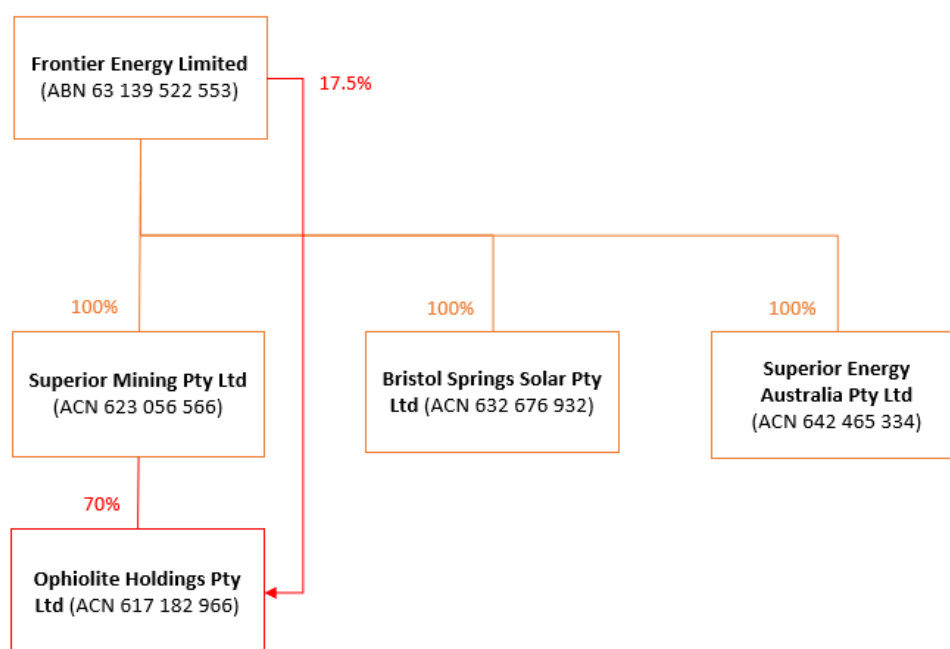 Frontier Energy Limited
(ABN 63 139 522 553)
17.5%
100%
100%
100%
Superior Mining Pty Ltd
(ACN 623 056 566)
Bristol Springs Solar Pty
Ltd (ACN 632 676 932)
Superior Energy
Australia Pty Ltd
(ACN 642 465 334)
70%
Ophiolite Holdings Pty
Ltd (ACN 617 182 966)